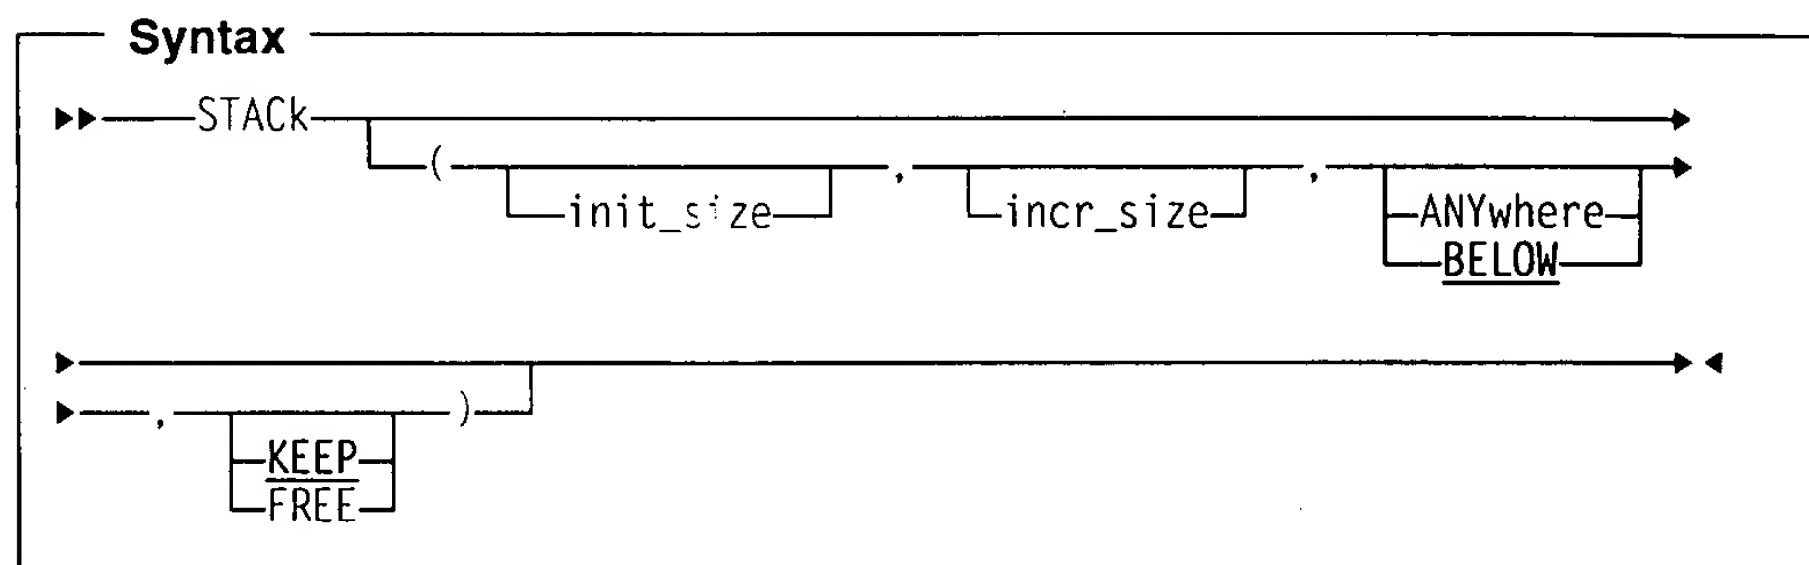 Syntax
STACk
( init_size , incr_size , ANYwhere
BELOW
, KEEP )
FREE